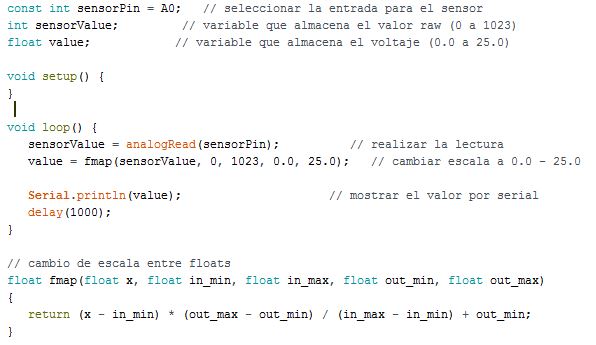 const int sensorPin = A0;   // seleccionar la entrada para el sensor
int sensorValue;         // variable que almacena el valor raw (0 a 1023)
float value;            // variable que almacena el voltaje (0.0 a 25.0)

void setup() {
}

void loop() {
   sensorValue = analogRead(sensorPin);          // realizar la lectura
   value = fmap(sensorValue, 0, 1023, 0.0, 25.0);   // cambiar escala a 0.0 - 25.0

   Serial.println(value);                     // mostrar el valor por serial
   delay(1000);
}

// cambio de escala entre floats
float fmap(float x, float in_min, float in_max, float out_min, float out_max)
{
   return (x - in_min) * (out_max - out_min) / (in_max - in_min) + out_min;
}